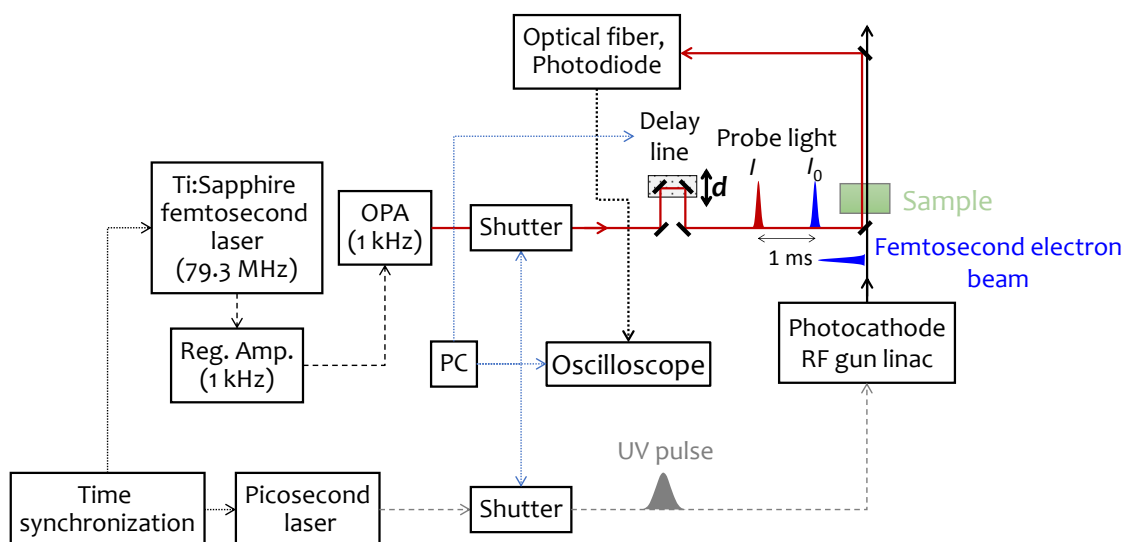 Optical fiber,
Photodiode
Delay
line
d
Probe light
I
I0
1 ms
Sample
Femtosecond electron
beam
Ti:Sapphire
femtosecond
laser
(79.3 MHz)
OPA
(1 kHz)
Shutter
Reg. Amp.
(1 kHz)
PC
Oscilloscope
Photocathode
RF gun linac
UV pulse
Time
synchronization
Picosecond
laser
Shutter